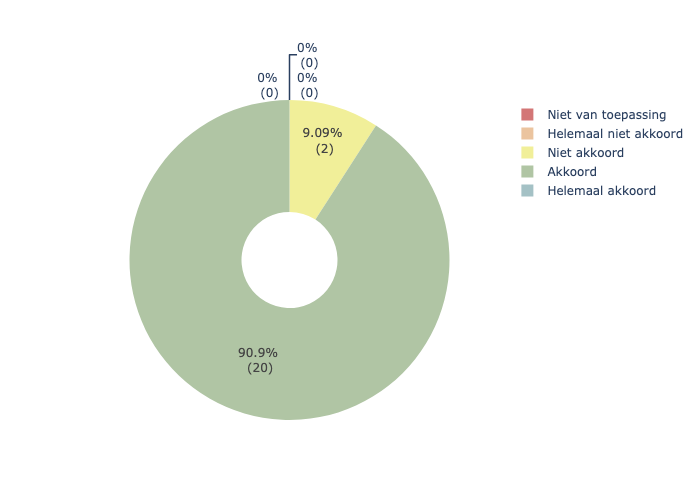 0%
(0)
0%
(0)
0%
(0)
9.09%
(2)
90.9%
(20)
Niet van toepassing
Helemaal niet akkoord
Niet akkoord
Akkoord
Helemaal akkoord